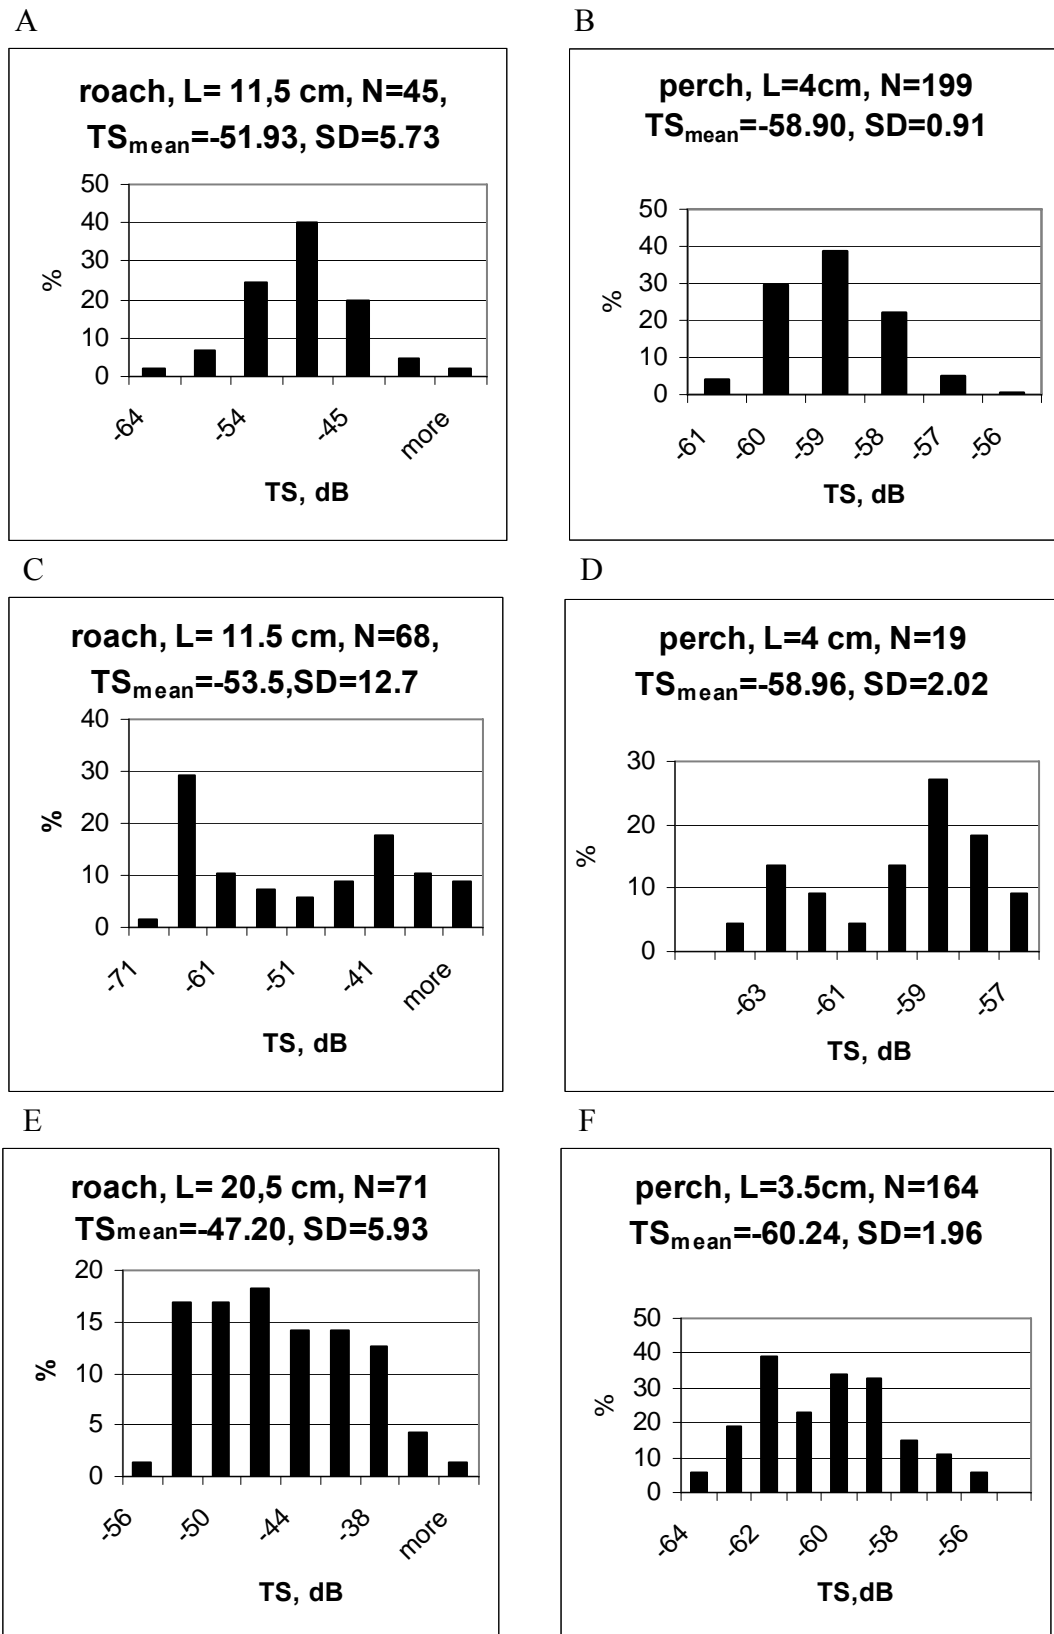 A
roach, L= 11,5 cm, N=45,
TSmean=-51.93, SD=5.73
50
40
30
20
10
0
%
-64
-54
-45
more
TS, dB
B
perch, L=4cm, N=199
TSmean=-58.90, SD=0.91
50
40
30
20
10
0
%
-61
-60
-59
-58
-57
-56
TS, dB
C
roach, L= 11.5 cm, N=68,
TSmean=-53.5,SD=12.7
40
30
20
10
0
%
-71
-61
-51
-41
more
TS, dB
D
perch, L=4 cm, N=19
TSmean=-58.96, SD=2.02
30
20
10
0
%
-63
-61
-59
-57
TS, dB
E
roach, L= 20,5 cm, N=71
TSmean=-47.20, SD=5.93
20
15
10
5
0
%
-56
-50
-44
-38
more
TS, dB
F
perch, L=3.5cm, N=164
TSmean=-60.24, SD=1.96
50
40
30
20
10
0
%
-64
-62
-60
-58
-56
TS,dB